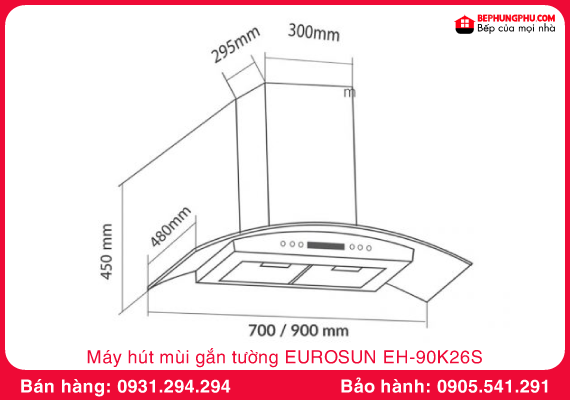 BEPHUNGPHU.COM
Bếp của mọi nhà
300mm
295mm
m
480mm
450 mm
700 / 900 mm
Máy hút mùi gắn tường EUROSUN EH-90K26S
Bán hàng: 0931.294.294
Bảo hành: 0905.541.291